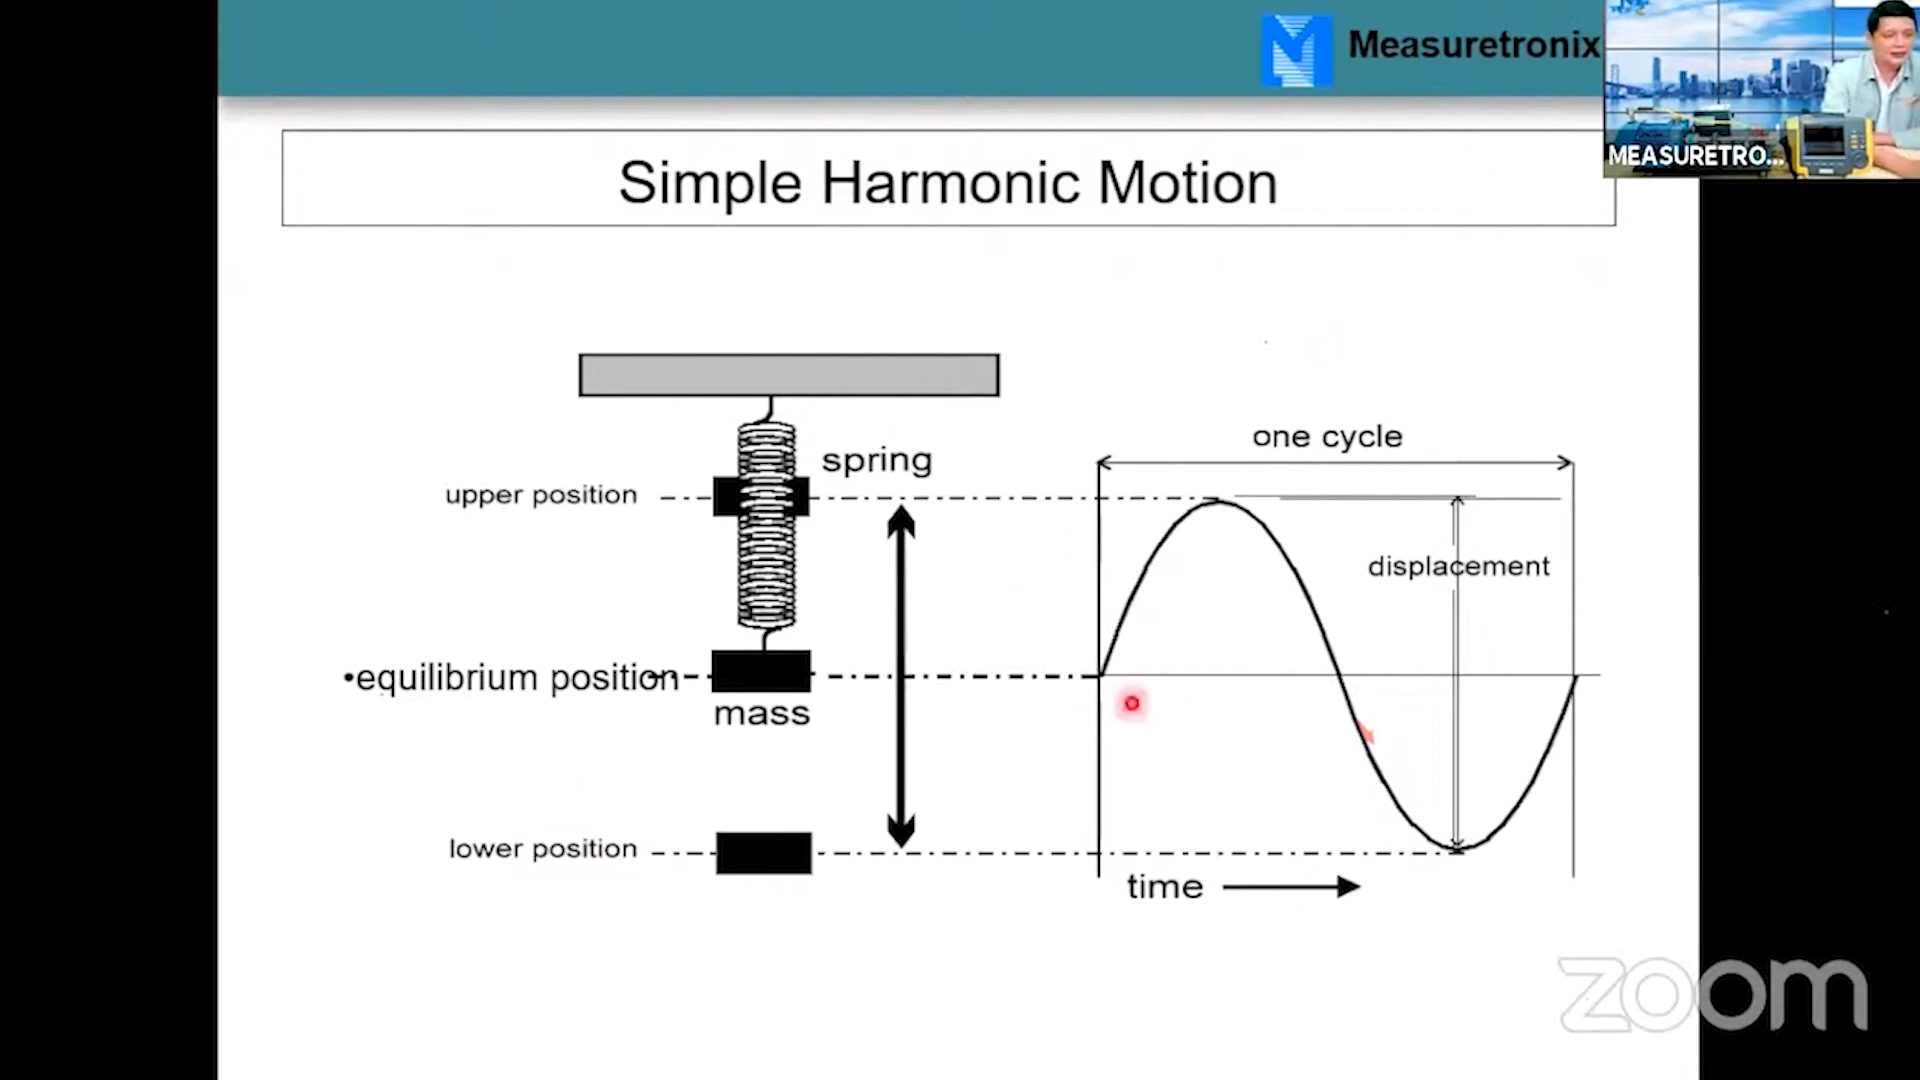 Measuretronix
MEASURETRO...
Simple Harmonic Motion
one cycle
spring
upper position
displacement
•equilibrium position
mass
lower position
time
zoom